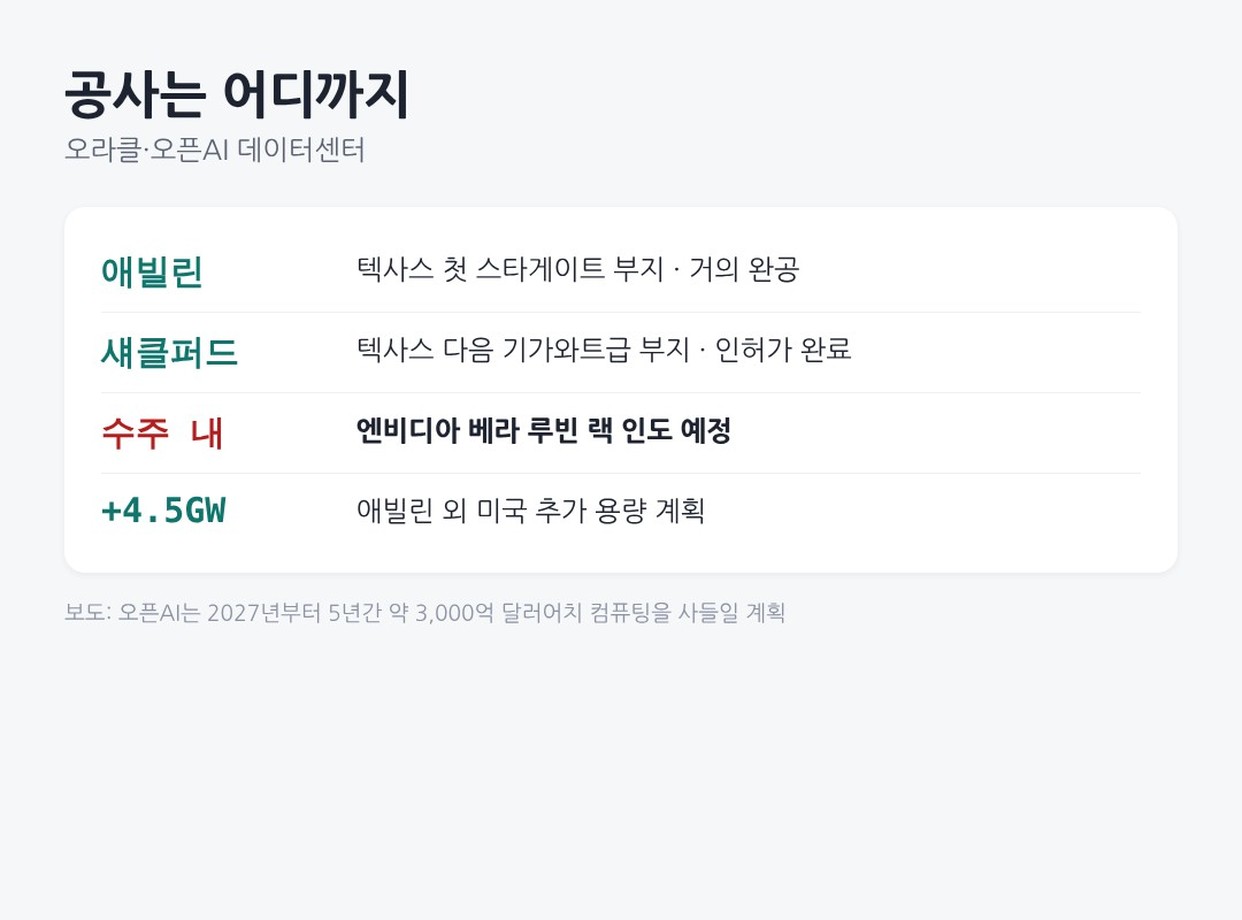 공사는 어디까지
오라클·오픈AI 데이터센터
애빌린 텍사스 첫 스타게이트 부지 · 거의 완공
섀클퍼드 텍사스 다음 기가와트급 부지 · 인허가 완료
수주 내 엔비디아 베라 루빈 랙 인도 예정
+4.5GW 애빌린 외 미국 추가 용량 계획
보도: 오픈AI는 2027년부터 5년간 약 3,000억 달러어치 컴퓨팅을 사들일 계획